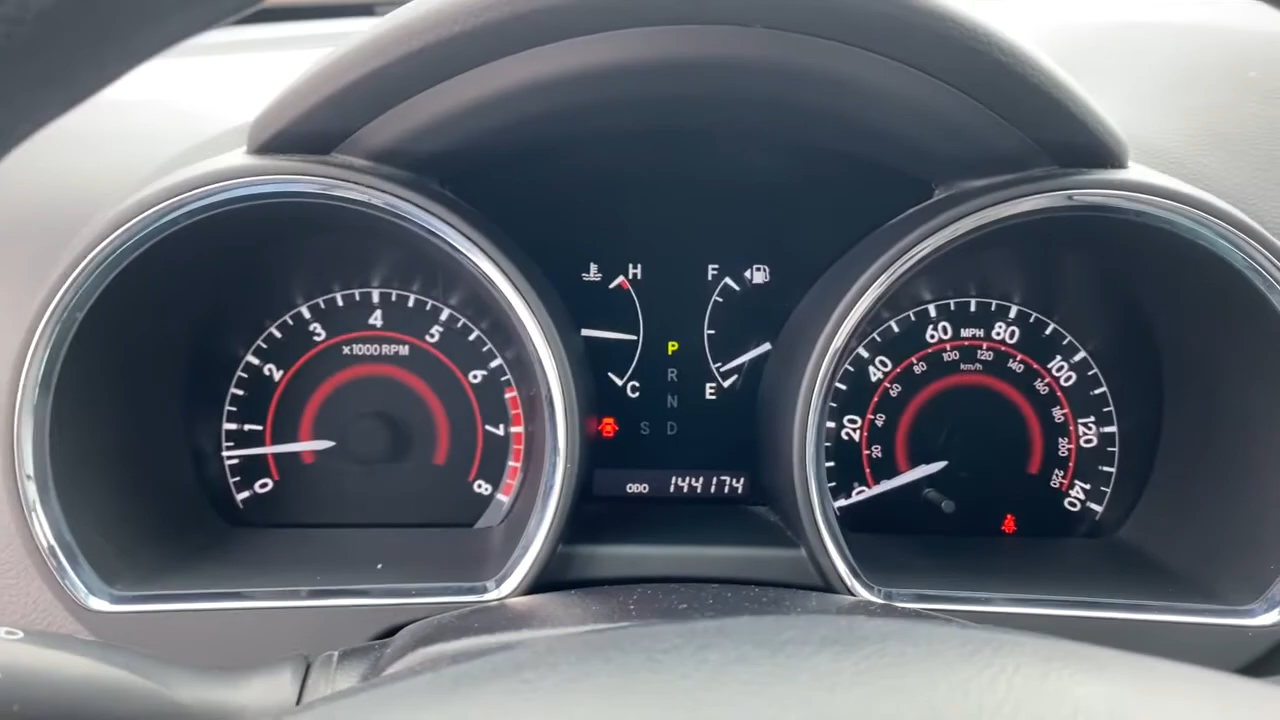 0 1 2 3 4 5 6 7 8
x1000 RPM
H
C
F
E
P
R
N
S D
ODO 144174
0 20 40 60 80 100 120 140
MPH
20 40 60 80 100 120 140 160 180 200 220
km/h